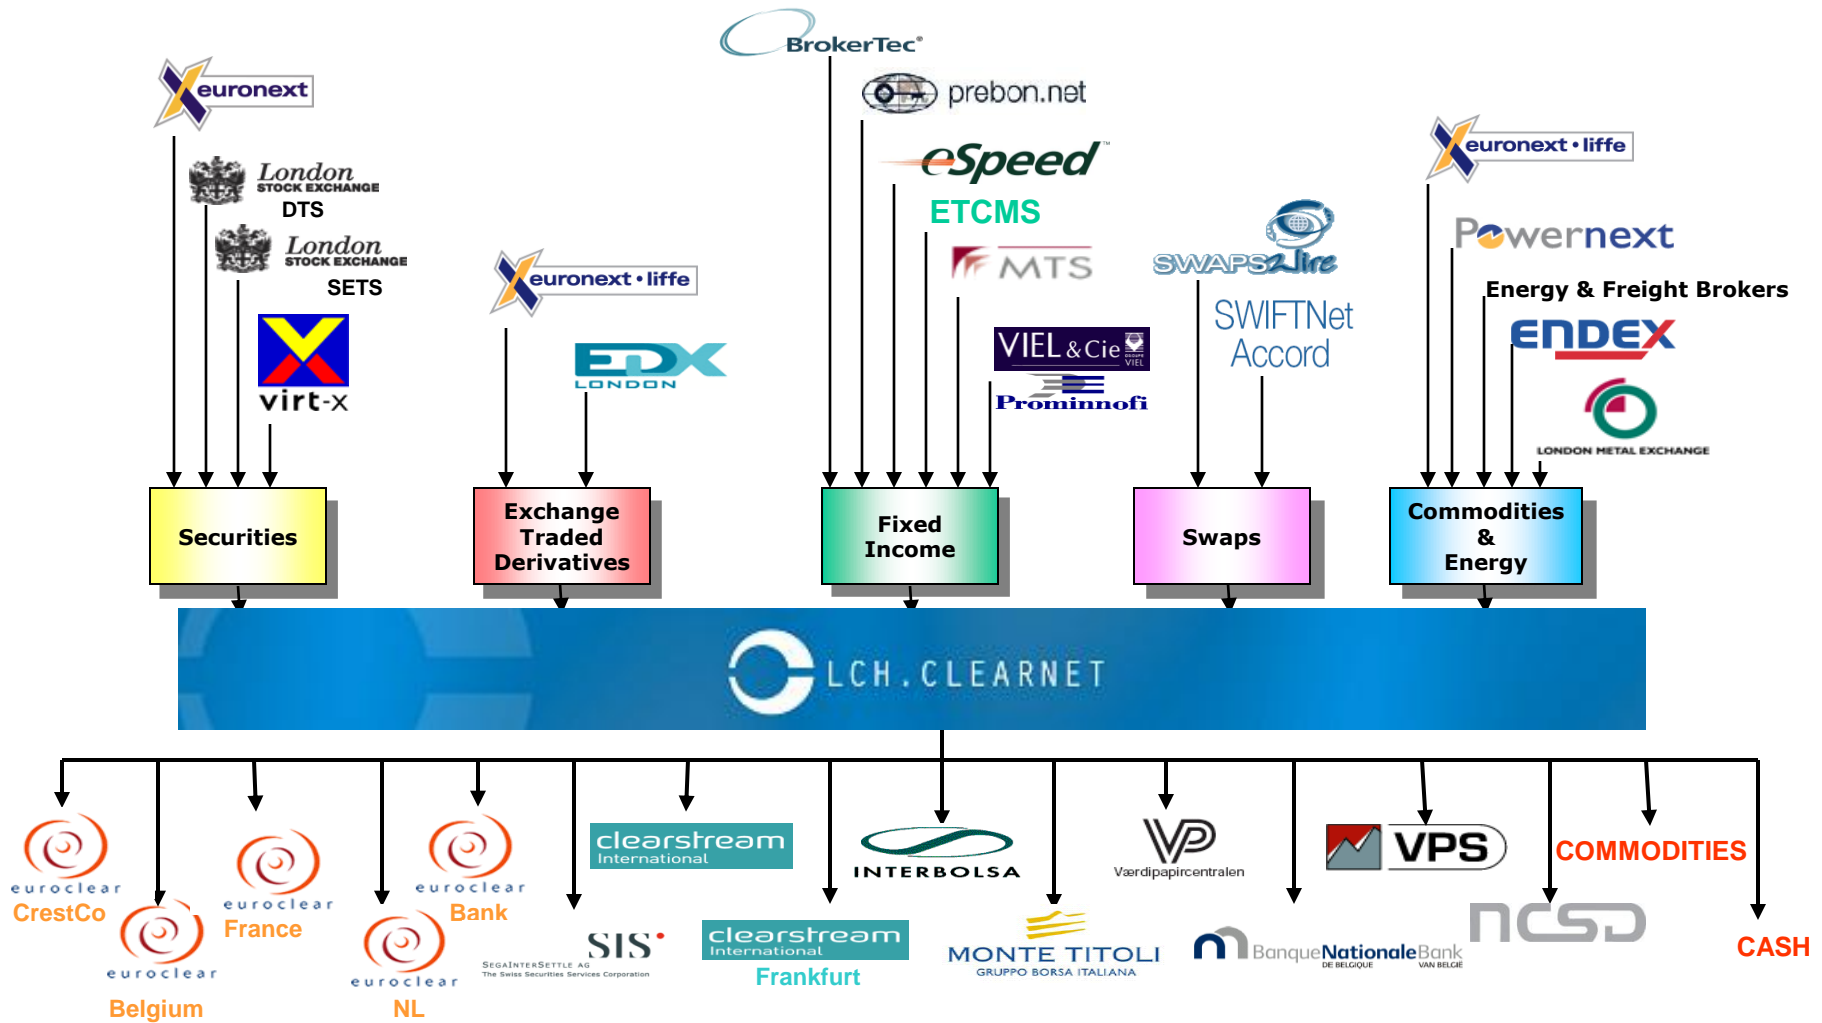 BrokerTec®
euronext
prebon.net
eSpeed™
euronext • liffe
London
STOCK EXCHANGE
DTS
ETCMS
Powernext
London
STOCK EXCHANGE
SETS
euronext • liffe
MTS
SWAPS2Wire
Energy & Freight Brokers
SWIFTNet
Accord
ENDEX
VIEL & Cie
GROUPE
VIEL
EDX
LONDON
virt-x
Prominnofi
LONDON METAL EXCHANGE
Securities
Exchange
Traded
Derivatives
Fixed
Income
Swaps
Commodities
&
Energy
LCH.CLEARNET
euroclear
CrestCo
euroclear
Belgium
euroclear
France
euroclear
NL
euroclear
Bank
SIS
SEGAINTERSETTLE AG
The Swiss Securities Services Corporation
clearstream
International
clearstream
International
Frankfurt
INTERBOLSA
MONTE TITOLI
GRUPPO BORSA ITALIANA
VP
Værdipapircentralen
BanqueNationaleBank
DE BELGIQUE VAN BELGIË
VPS
ncsd
COMMODITIES
CASH